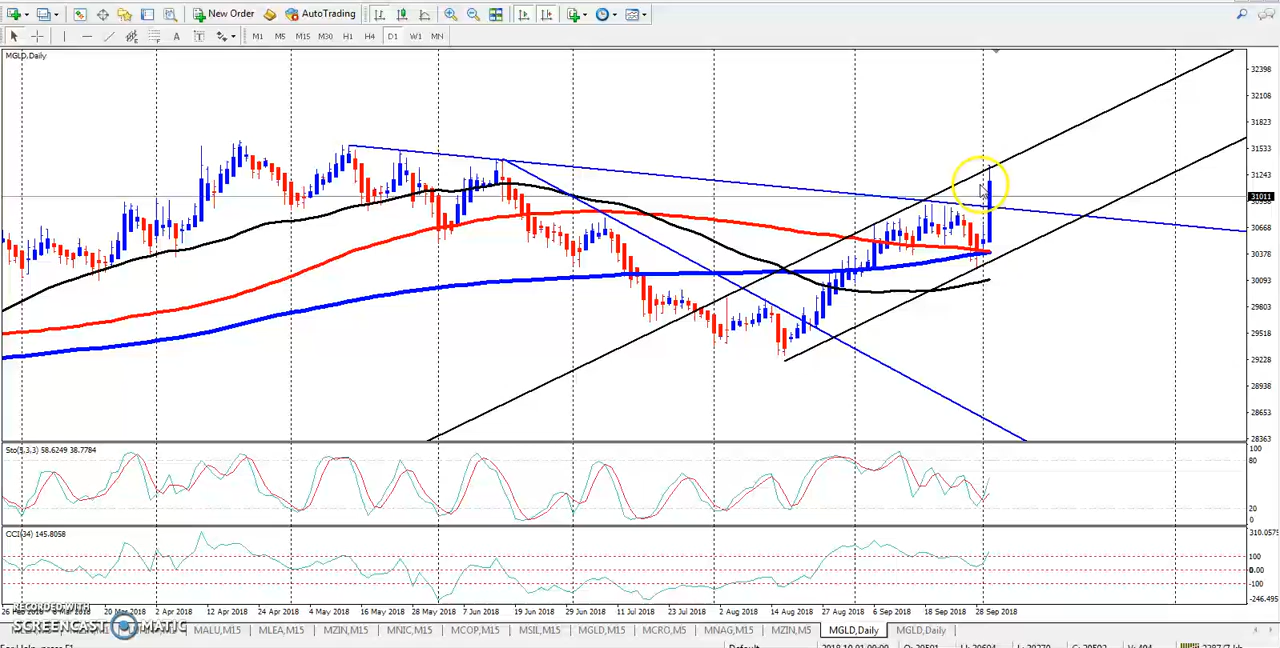 New Order AutoTrading
M1 M5 M15 M30 H1 H4 D1 W1 MN
MGLD,Daily
32398
32108
31823
31533
31243
31011
30668
30378
30093
29803
29518
29228
28938
28653
28363
Sto(5,3,3) 58.6249 38.7784
100
80
20
0
CCI(34) 145.8058
310.0575
100
0.00
-100
-246.495
20 Mar 2018 2 Apr 2018 12 Apr 2018 24 Apr 2018 4 May 2018 16 May 2018 28 May 2018 7 Jun 2018 19 Jun 2018 29 Jun 2018 11 Jul 2018 23 Jul 2018 2 Aug 2018 14 Aug 2018 27 Aug 2018 6 Sep 2018 18 Sep 2018 28 Sep 2018
RECORDED WITH
SCREENCAST MATIC
MALU,M15 MLEA,M15 MZIN,M15 MNIC,M15 MCOP,M15 MSIL,M15 MGLD,M15 MCRO,M5 MNAG,M15 MZIN,M5 MGLD,Daily MGLD,Daily